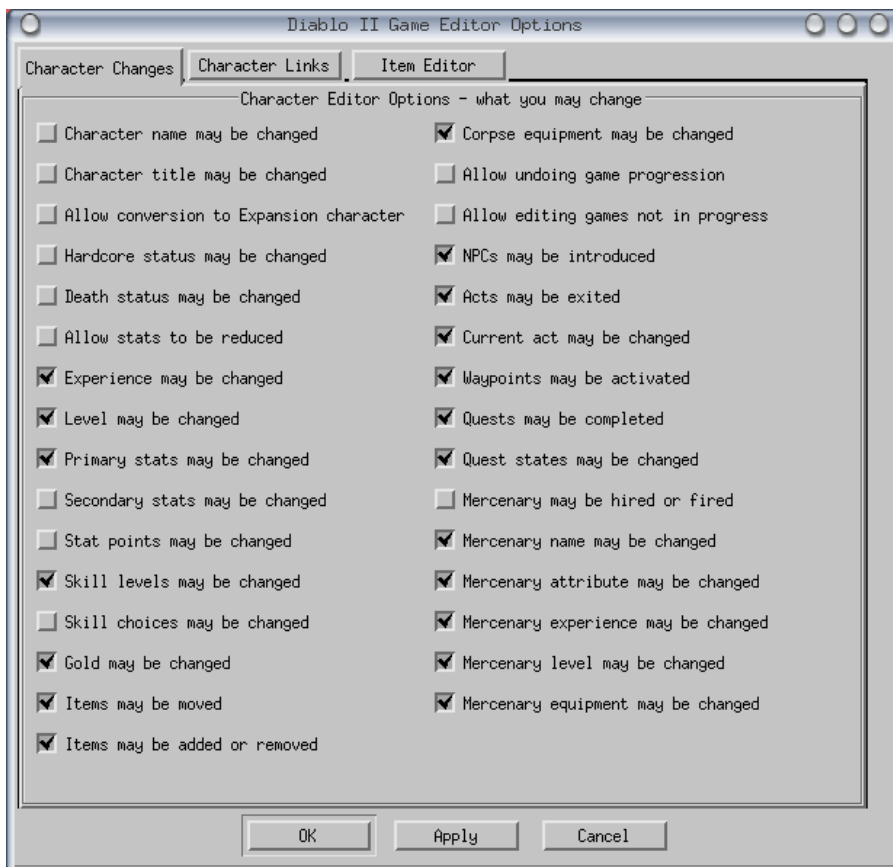 Diablo II Game Editor Options
Character Changes
Character Links
Item Editor
Character Editor Options - what you may change
Character name may be changed
Character title may be changed
Allow conversion to Expansion character
Hardcore status may be changed
Death status may be changed
Allow stats to be reduced
Experience may be changed
Level may be changed
Primary stats may be changed
Secondary stats may be changed
Stat points may be changed
Skill levels may be changed
Skill choices may be changed
Gold may be changed
Items may be moved
Items may be added or removed
Corpse equipment may be changed
Allow undoing game progression
Allow editing games not in progress
NPCs may be introduced
Acts may be exited
Current act may be changed
Waypoints may be activated
Quests may be completed
Quest states may be changed
Mercenary may be hired or fired
Mercenary name may be changed
Mercenary attribute may be changed
Mercenary experience may be changed
Mercenary level may be changed
Mercenary equipment may be changed
OK
Apply
Cancel